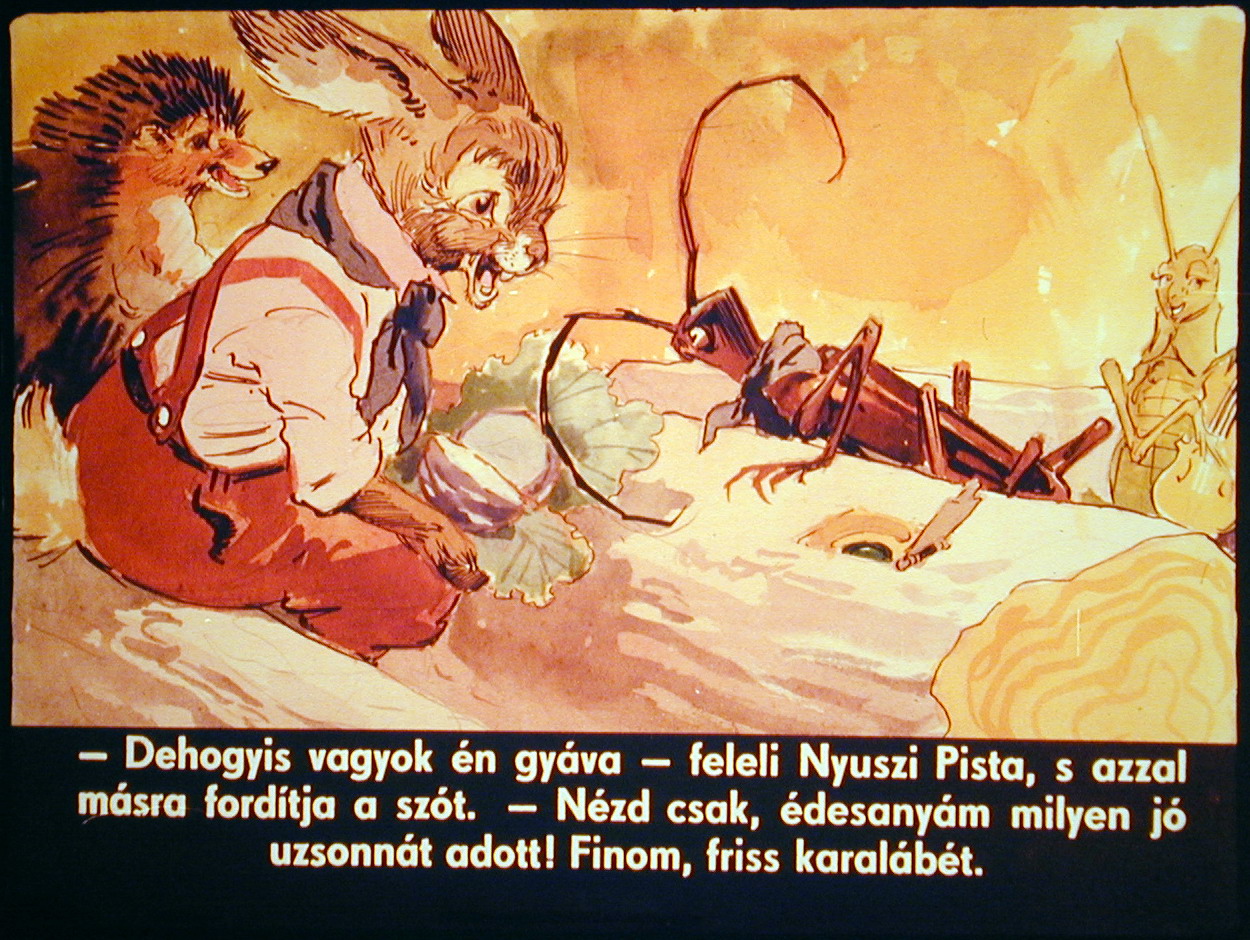 – Dehogyis vagyok én gyáva – feleli Nyuszi Pista, s azzal
másra fordítja a szót. – Nézd csak, édesanyám milyen jó
uzsonnát adott! Finom, friss karalábét.